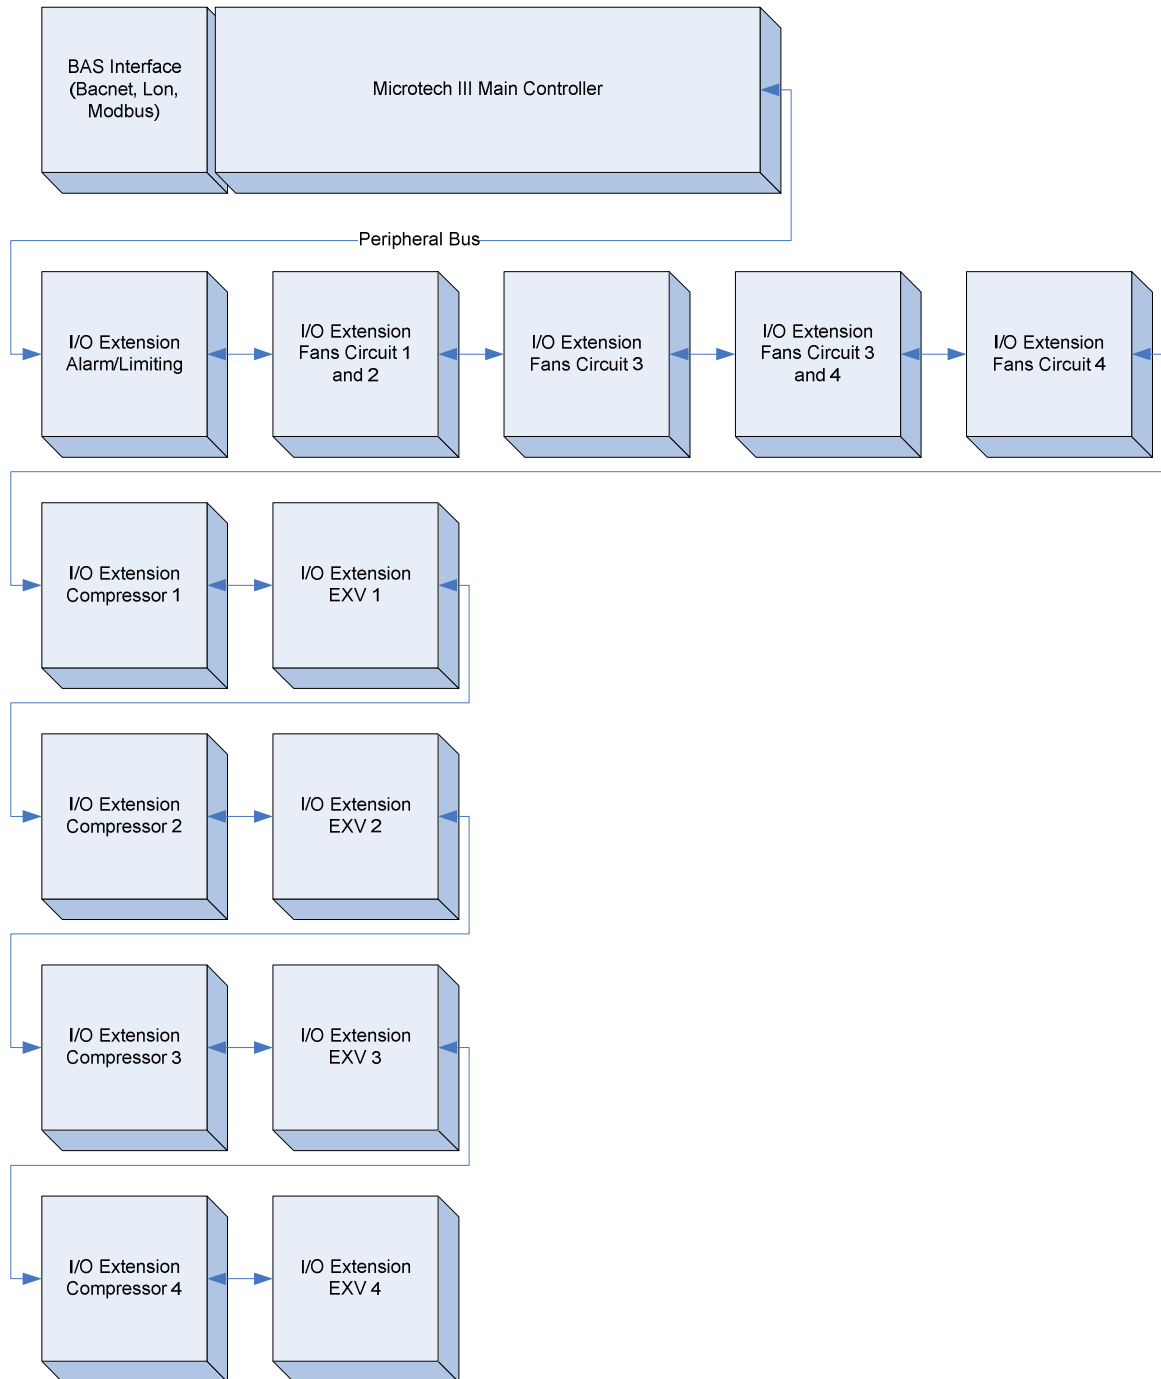 BAS Interface
(Bacnet, Lon,
Modbus)
Microtech III Main Controller
Peripheral Bus
I/O Extension
Alarm/Limiting
I/O Extension
Fans Circuit 1
and 2
I/O Extension
Fans Circuit 3
I/O Extension
Fans Circuit 3
and 4
I/O Extension
Fans Circuit 4
I/O Extension
Compressor 1
I/O Extension
EXV 1
I/O Extension
Compressor 2
I/O Extension
EXV 2
I/O Extension
Compressor 3
I/O Extension
EXV 3
I/O Extension
Compressor 4
I/O Extension
EXV 4